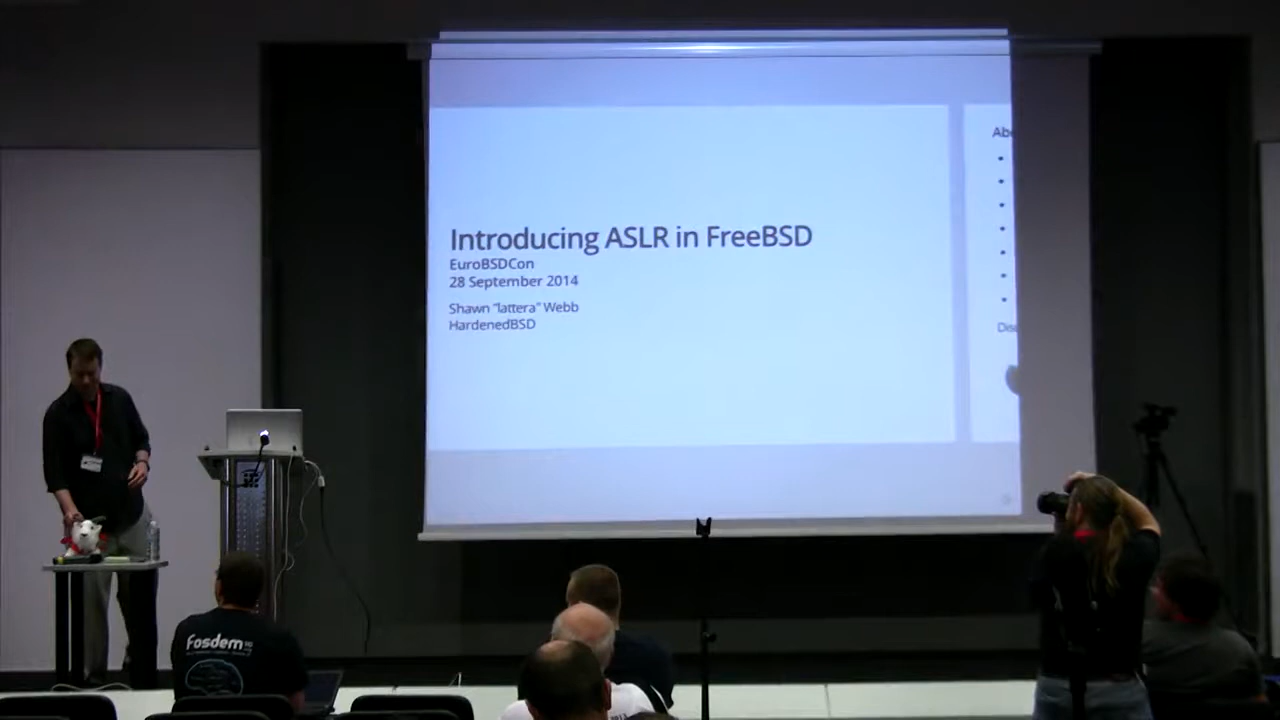 Introducing ASLR in FreeBSD
EuroBSDCon
28 September 2014
Shawn "lattera" Webb
HardenedBSD
fosdem